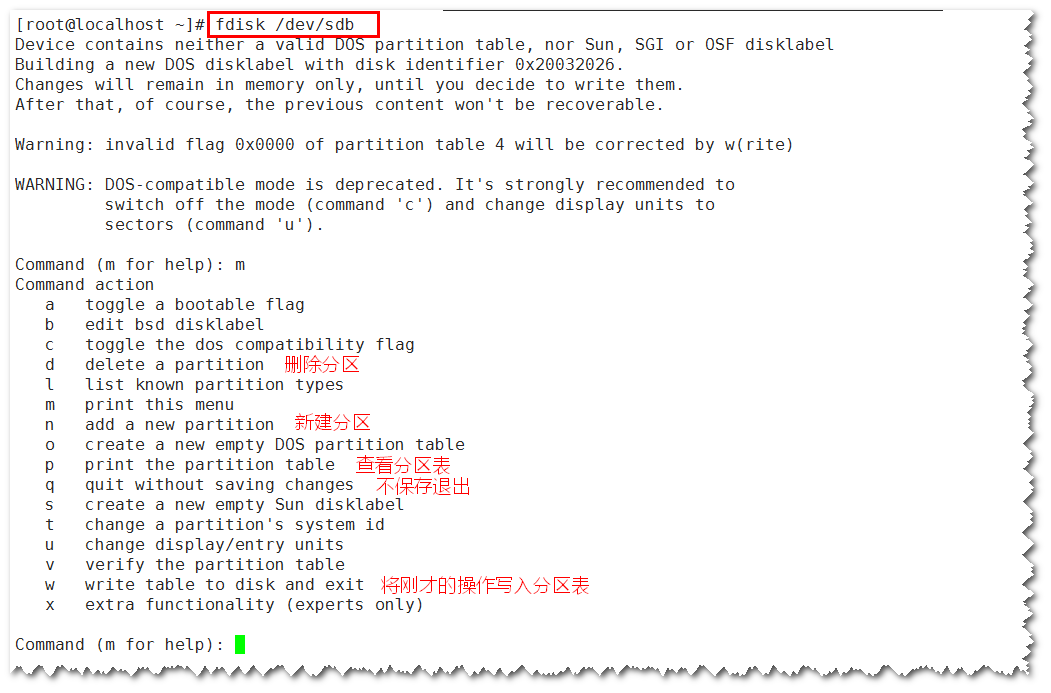 [root@localhost ~]# fdisk /dev/sdb
Device contains neither a valid DOS partition table, nor Sun, SGI or OSF disklabel
Building a new DOS disklabel with disk identifier 0x20032026.
Changes will remain in memory only, until you decide to write them.
After that, of course, the previous content won't be recoverable.
Warning: invalid flag 0x0000 of partition table 4 will be corrected by w(rite)
WARNING: DOS-compatible mode is deprecated. It's strongly recommended to
switch off the mode (command 'c') and change display units to
sectors (command 'u').
Command (m for help): m
Command action
a toggle a bootable flag
b edit bsd disklabel
c toggle the dos compatibility flag
d delete a partition 删除分区
l list known partition types
m print this menu
n add a new partition 新建分区
o create a new empty DOS partition table
p print the partition table 查看分区表
q quit without saving changes 不保存退出
s create a new empty Sun disklabel
t change a partition's system id
u change display/entry units
v verify the partition table
w write table to disk and exit 将刚才的操作写入分区表
x extra functionality (experts only)
Command (m for help):